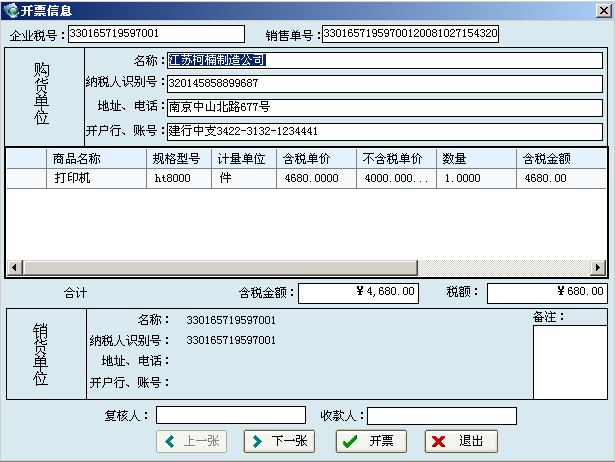 开票信息
企业税号： 330165719597001 销售单号： 33016571959700120081027154320
购货单位
名称： 江苏柯楠制造公司
纳税人识别号： 320145858899687
地址、电话： 南京中山北路677号
开户行、账号： 建行中支3422-3132-1234441
商品名称 规格型号 计量单位 含税单价 不含税单价 数量 含税金额
打印机 ht8000 件 4680.0000 4000.000... 1.0000 4680.00
合计 含税金额： ￥4,680.00 税额： ￥680.00
销货单位
名称： 330165719597001
纳税人识别号： 330165719597001
地址、电话：
开户行、账号：
备注：
复核人： 收款人：
上一张 下一张 开票 退出